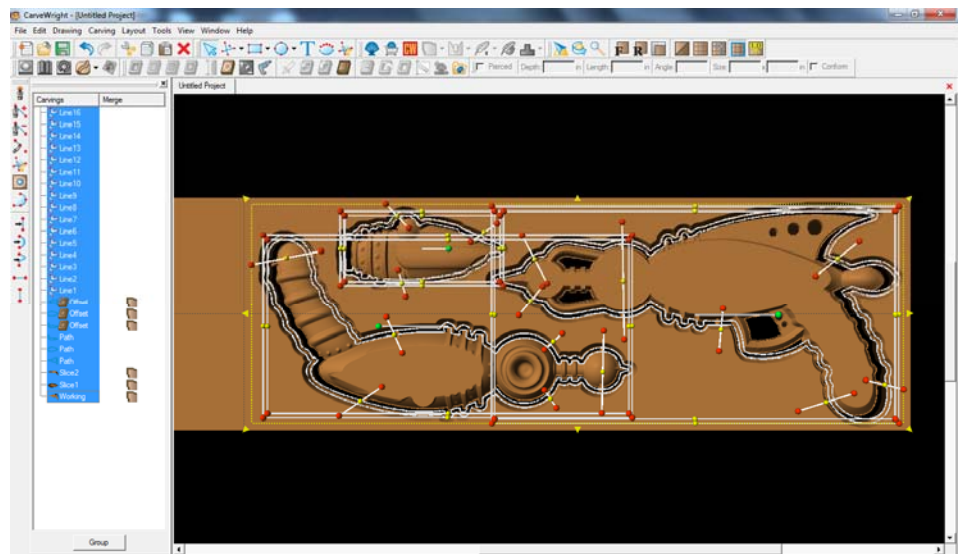 CarveWright - [Untitled Project]
File Edit Drawing Carving Layout Tools View Window Help
Pierced Depth: in Length: in Angle Size x in Conform
Untitled Project
Carvings Merge
Line16
Line15
Line14
Line13
Line12
Line11
Line10
Line9
Line8
Line7
Line6
Line5
Line4
Line3
Line2
Line1
Offset
Offset
Offset
Path
Path
Path
Slice2
Slice1
Working
Group